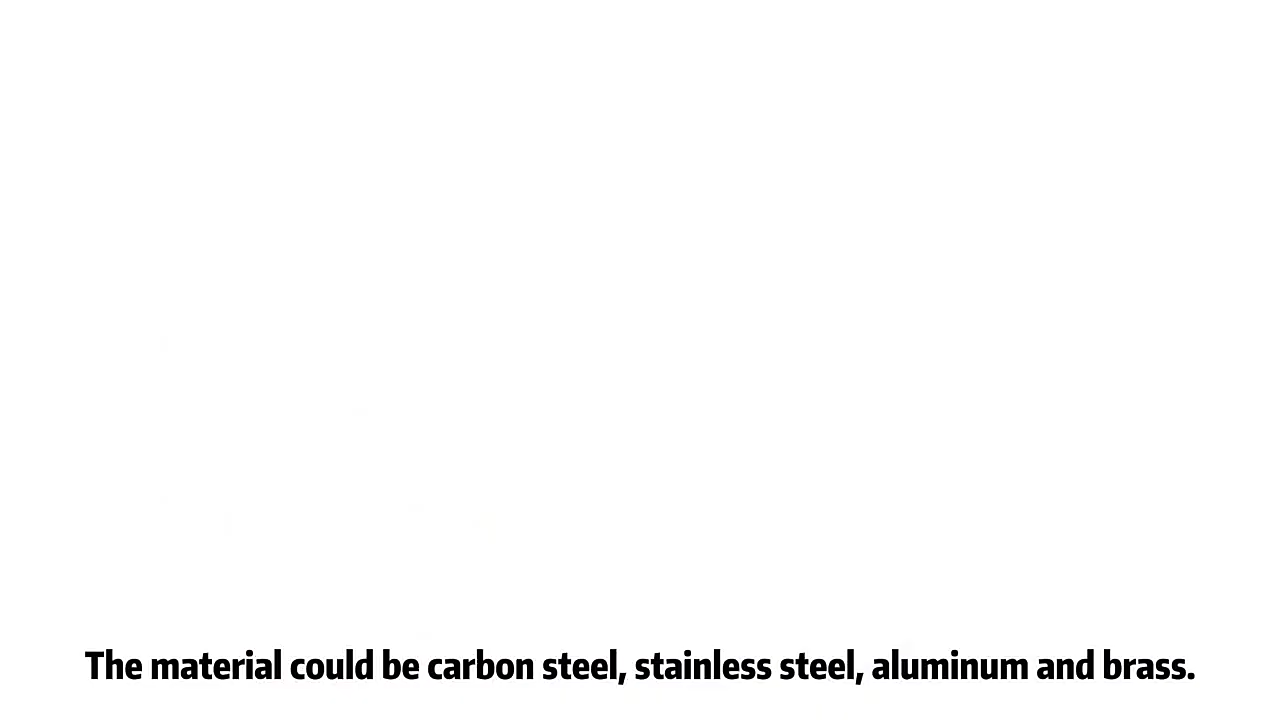 The material could be carbon steel, stainless steel, aluminum and brass.